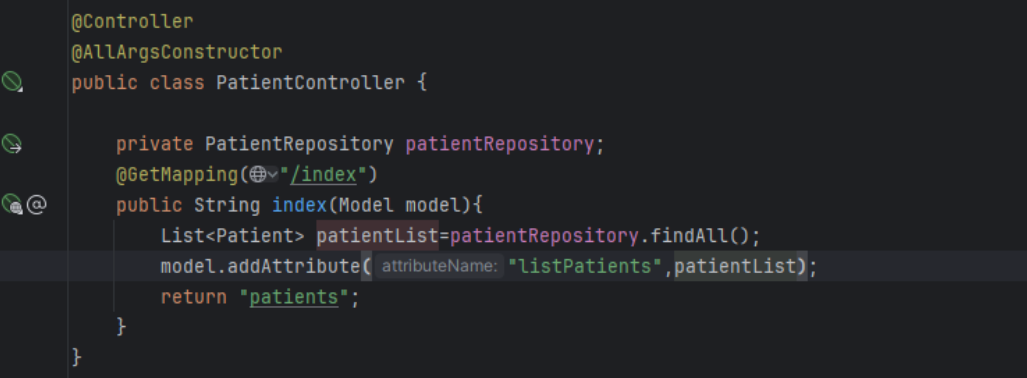 @Controller
@AllArgsConstructor
public class PatientController {
private PatientRepository patientRepository;
@GetMapping("/index")
public String index(Model model){
List<Patient> patientList=patientRepository.findAll();
model.addAttribute( attributeName: "listPatients",patientList);
return "patients";
}
}